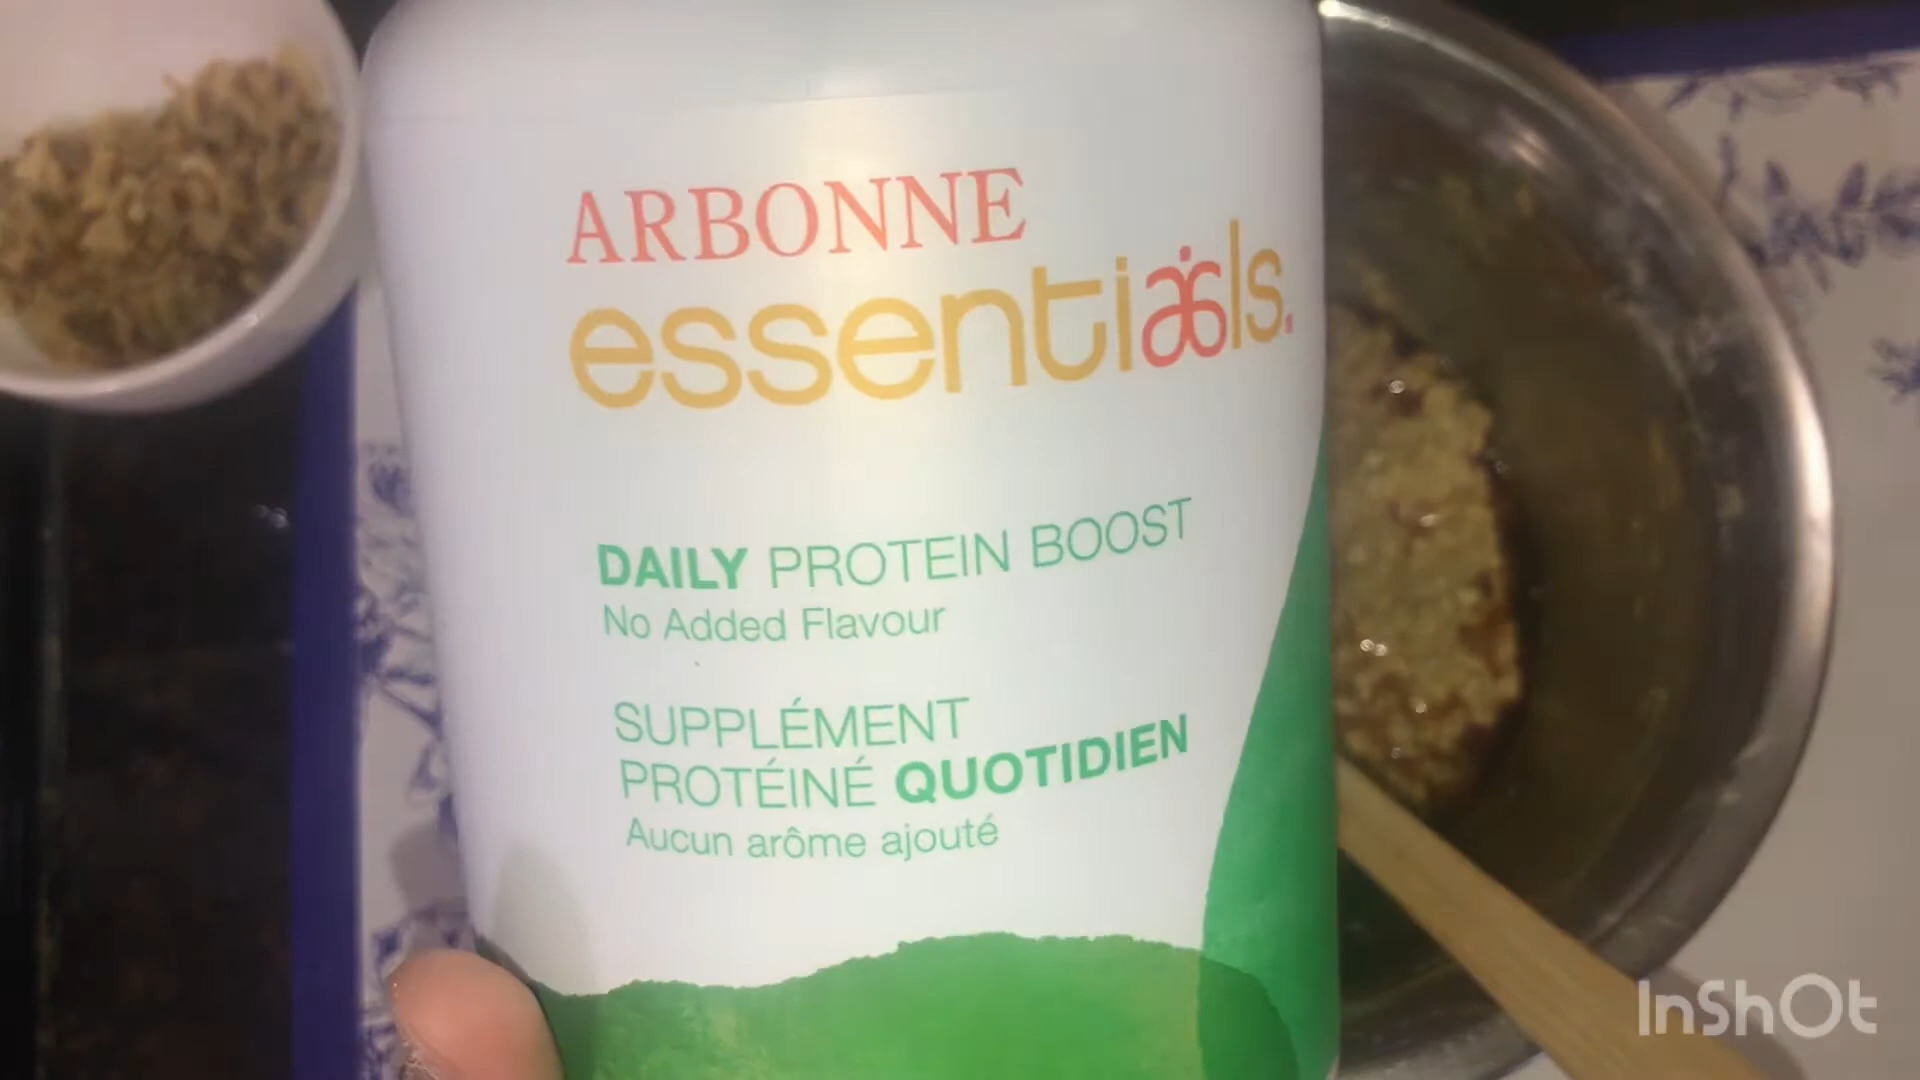 ARBONNE
essentials.
DAILY PROTEIN BOOST
No Added Flavour
SUPPLÉMENT
PROTÉINÉ QUOTIDIEN
Aucun arôme ajouté
InShOt